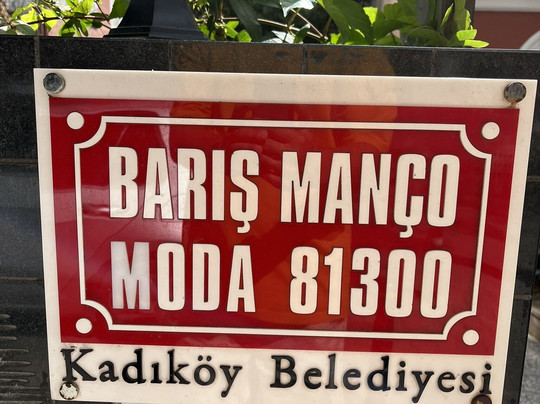 BARIŞ MANÇO
MODA 81300
Kadıköy Belediyesi